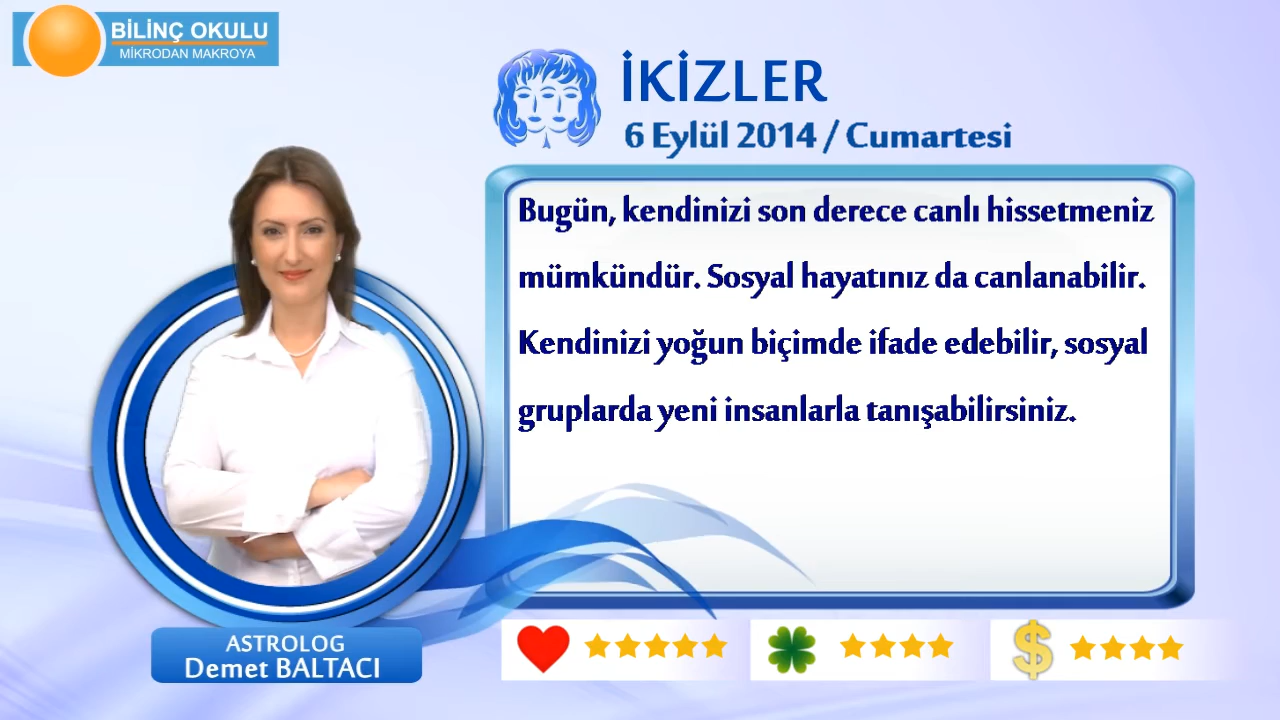 BİLİNÇ OKULU
MİKRODAN MAKROYA
İKİZLER
6 Eylül 2014 / Cumartesi
Bugün, kendinizi son derece canlı hissetmeniz
mümkündür. Sosyal hayatınız da canlanabilir.
Kendinizi yoğun biçimde ifade edebilir, sosyal
gruplarda yeni insanlarla tanışabilirsiniz.
ASTROLOG
Demet BALTACI
$